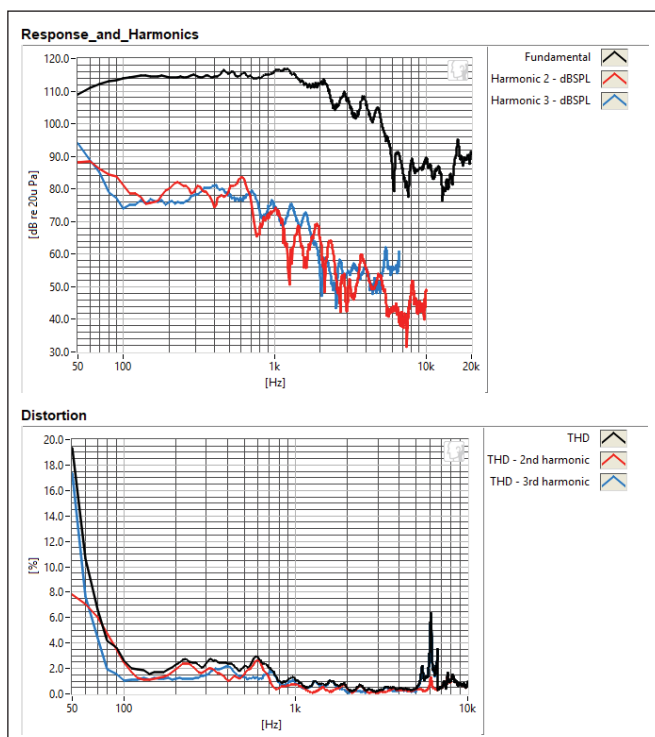 Response_and_Harmonics
120.0
110.0
100.0
90.0
80.0
70.0
60.0
50.0
40.0
30.0
[dB re 20u Pa]
50
100
1k
10k
20k
[Hz]
Fundamental
Harmonic 2 - dBSPL
Harmonic 3 - dBSPL
Distortion
20.0
18.0
16.0
14.0
12.0
10.0
8.0
6.0
4.0
2.0
0.0
[%]
50
100
1k
10k
[Hz]
THD
THD - 2nd harmonic
THD - 3rd harmonic